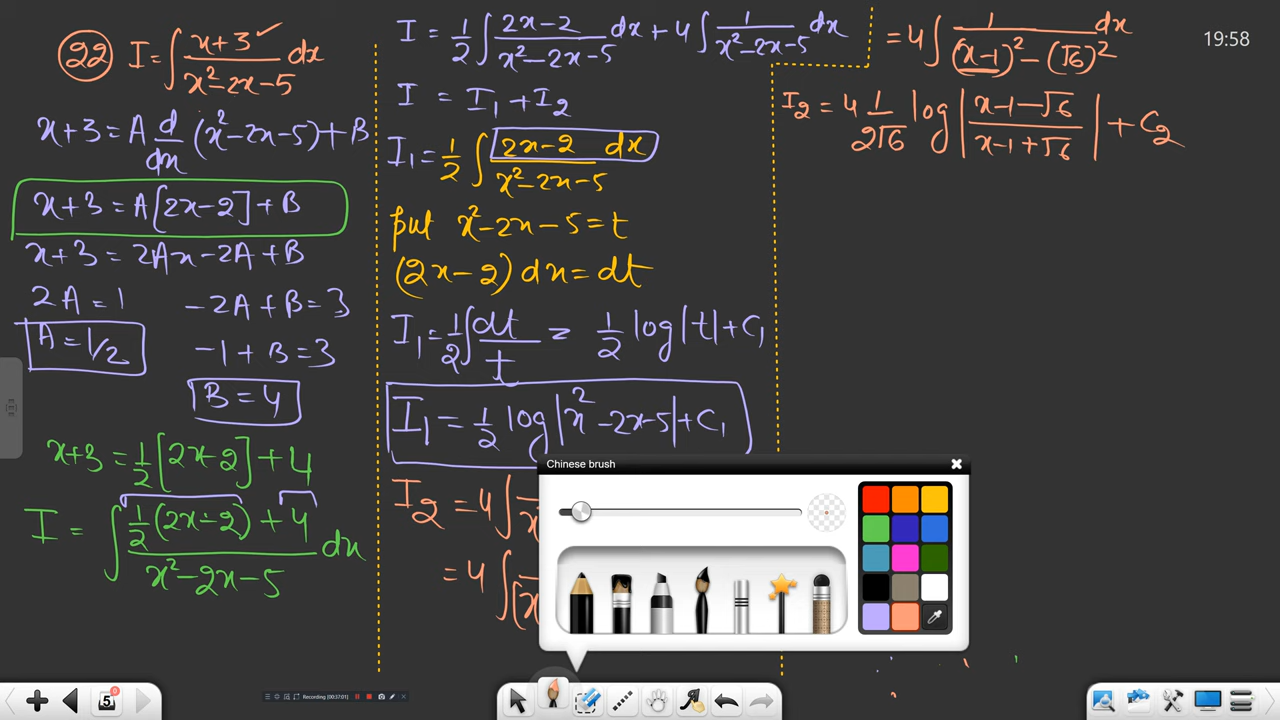 22 I = ∫ x+3 / x²-2x-5 dx
x+3 = A d/dx (x²-2x-5) + B
x+3 = A[2x-2] + B
x+3 = 2Ax-2A+B
2A = 1    -2A+B = 3
A = 1/2    -1+B = 3
B = 4
x+3 = 1/2 [2x-2] + 4
I = ∫ 1/2 (2x-2) + 4 / x²-2x-5 dx
I = 1/2 ∫ 2x-2 / x²-2x-5 dx + 4 ∫ 1 / x²-2x-5 dx
I = I₁ + I₂
I₁ = 1/2 ∫ 2x-2 dx / x²-2x-5
put x²-2x-5 = t
(2x-2) dx = dt
I₁ = 1/2 ∫ dt / t = 1/2 log|t| + C₁
I₁ = 1/2 log|x²-2x-5| + C₁
I₂ = 4 ∫
= 4 ∫
= 4 ∫ 1 / (x-1)² - (√6)² dx
I₂ = 4 1/2√6 log |x-1-√6 / x-1+√6| + C₂
19:58
Chinese brush
5
0
Recording [00:37:01]